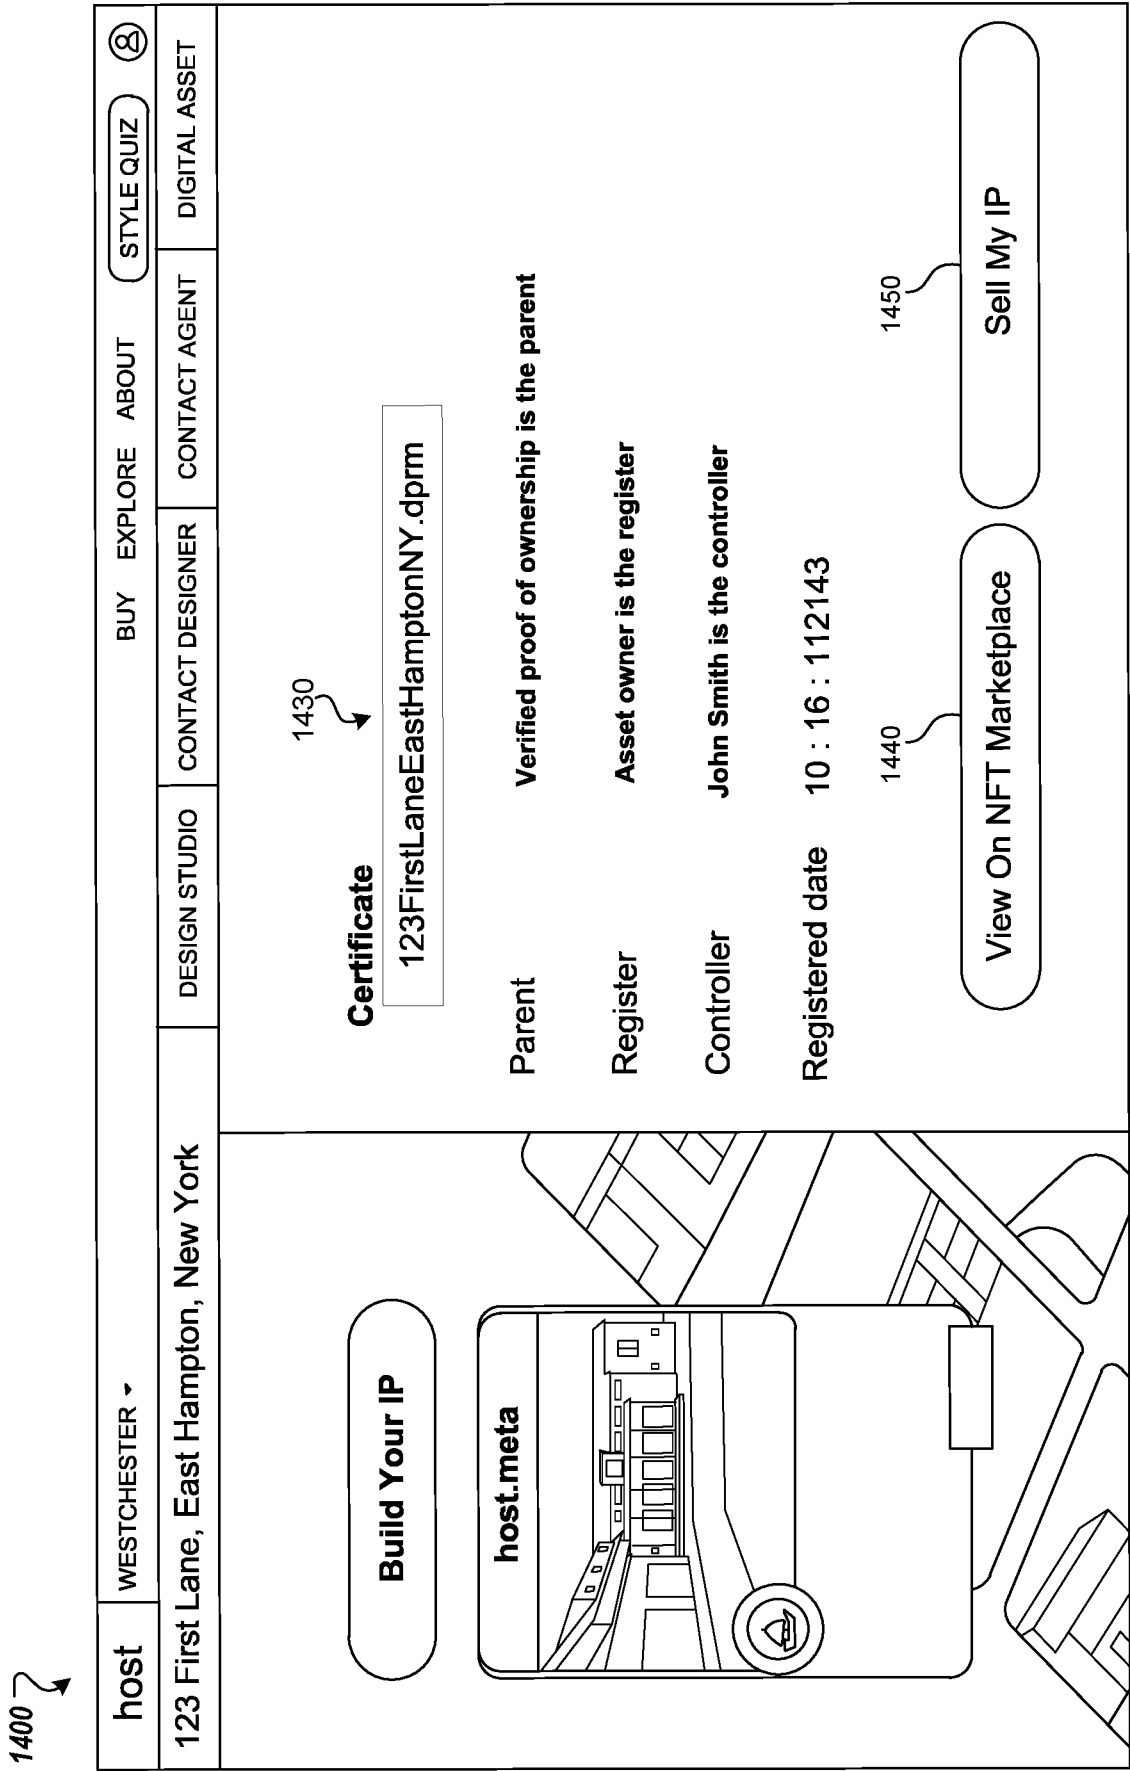 1400
host WESTCHESTER BUY EXPLORE ABOUT STYLE QUIZ
123 First Lane, East Hampton, New York DESIGN STUDIO CONTACT DESIGNER CONTACT AGENT DIGITAL ASSET
Build Your IP
host.meta
1430
Certificate
123FirstLaneEastHamptonNY.dprm
Parent Verified proof of ownership is the parent
Register Asset owner is the register
Controller John Smith is the controller
Registered date 10 : 16 : 112143
1440
View On NFT Marketplace
1450
Sell My IP